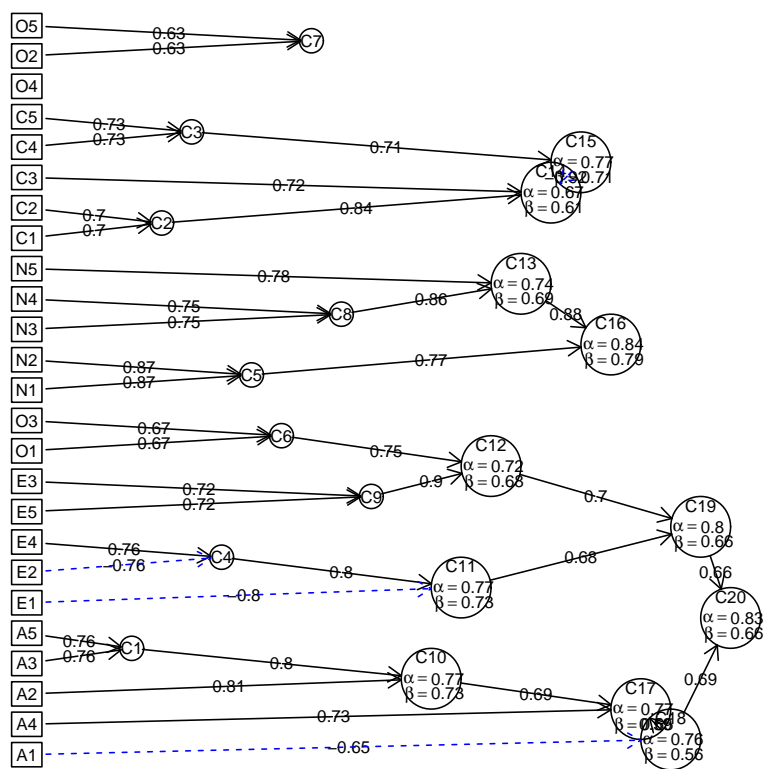 O5
0.63
C7
O2
0.63
O4
C5
0.73
C3
C4
0.73
0.71
C15
α = 0.77
0.71
C3
0.72
α = 0.67
β = 0.61
C2
0.7
C2
0.84
C1
0.7
N5
0.78
C13
α = 0.74
β = 0.69
N4
0.75
C8
0.86
N3
0.75
0.88
C16
α = 0.84
β = 0.79
N2
0.87
C5
0.77
N1
0.87
O3
0.67
C6
0.75
C12
α = 0.72
β = 0.68
O1
0.67
E3
0.72
C9
0.9
E5
0.72
0.7
C19
α = 0.8
β = 0.66
E4
0.76
C4
0.8
C11
α = 0.77
β = 0.73
0.68
E2
−0.76
E1
−0.8
0.66
C20
α = 0.83
β = 0.66
A5
0.76
C1
0.8
C10
α = 0.77
β = 0.73
A3
0.76
A2
0.81
0.69
C17
α = 0.77
0.69
A4
0.73
A1
−0.65
α = 0.76
β = 0.56